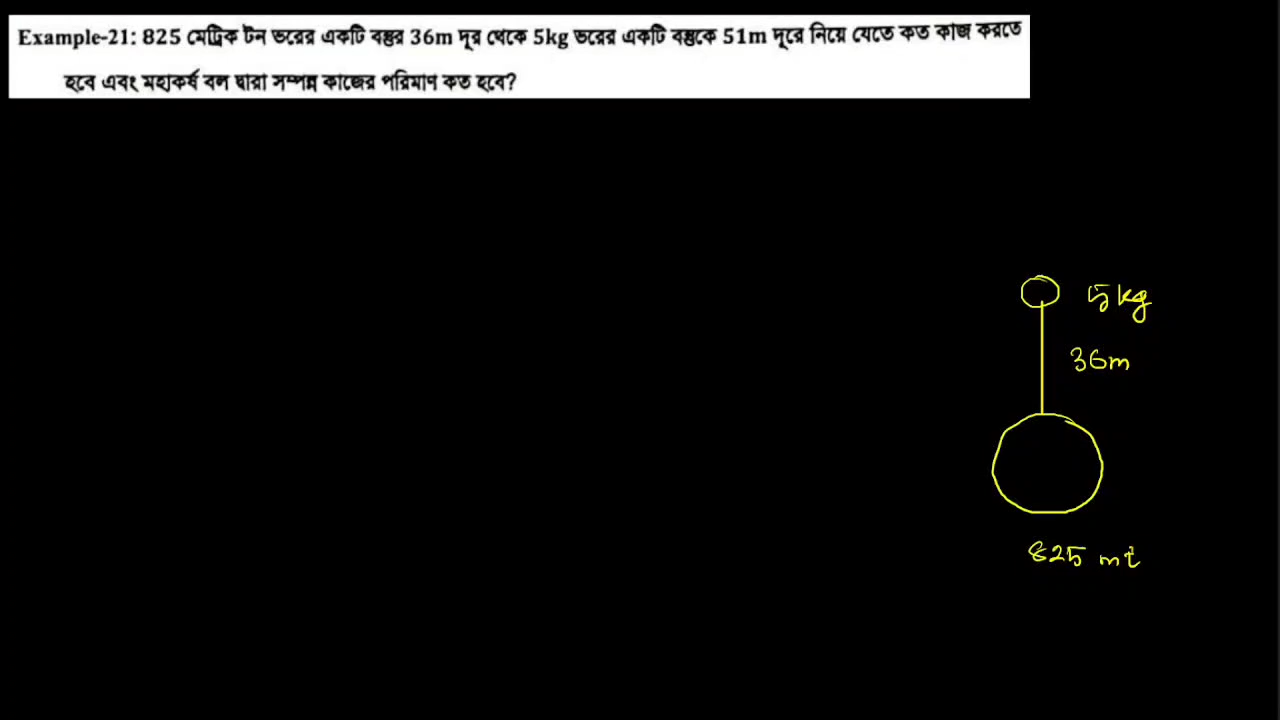 Example-21: 825 মেট্রিক টন ভরের একটি বস্তুর 36m দূর থেকে 5kg ভরের একটি বস্তুকে 51m দূরে নিয়ে যেতে কত কাজ করতে
হবে এবং মহাকর্ষ বল দ্বারা সম্পন্ন কাজের পরিমাণ কত হবে?
5kg
36m
825 mt